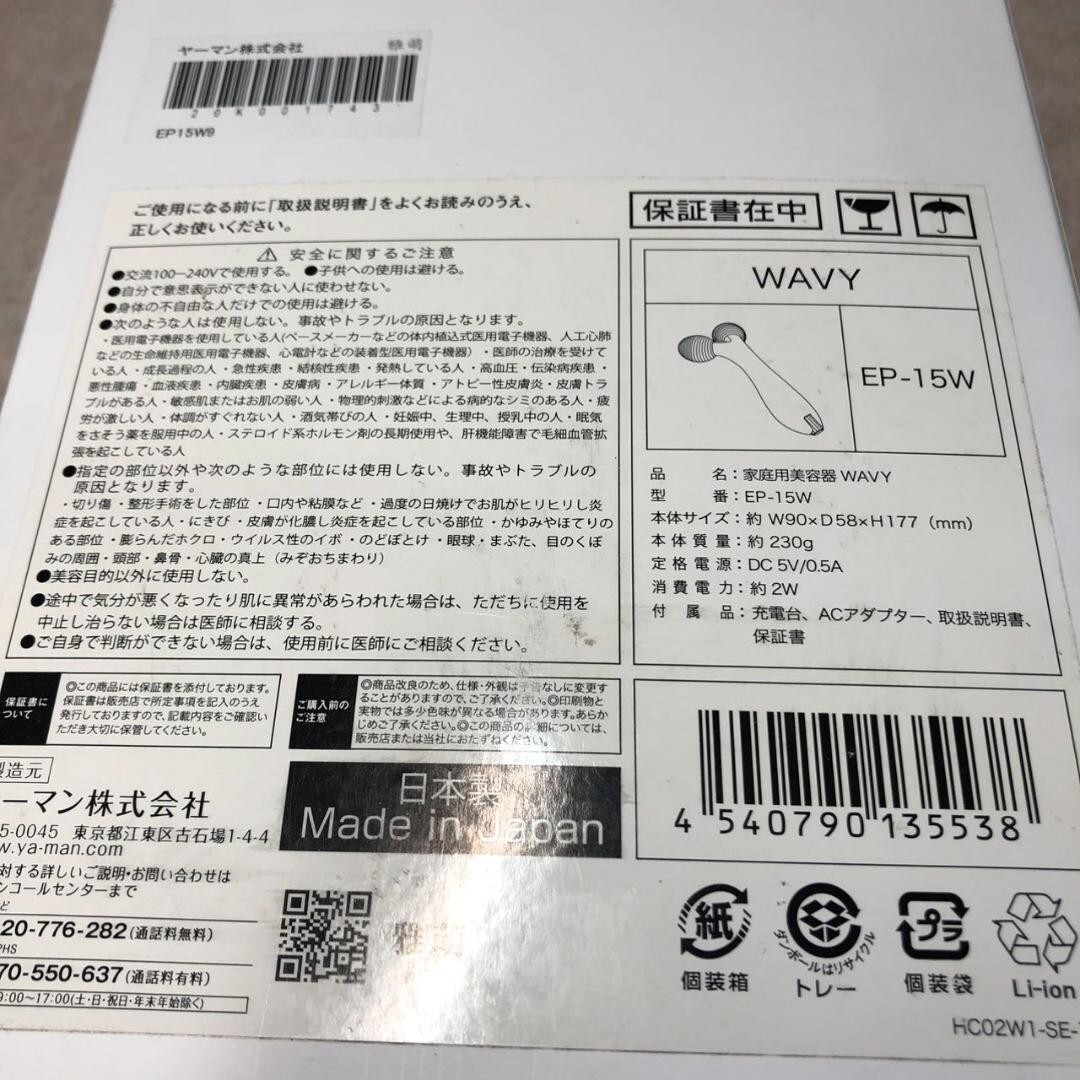 ヤーマン株式会社 雅萌
20K001743
EP15W9
ご使用になる前に「取扱説明書」をよくお読みのうえ、
正しくお使いください。
保証書在中
安全に関するご注意
●交流100-240Vで使用する。 ●子供への使用は避ける。
●自分で意思表示ができない人に使わせない。
●身体の不自由な人だけでの使用は避ける。
●次のような人は使用しない。事故やトラブルの原因となります。
・医用電子機器を使用している人(ペースメーカーなどの体内植込式医用電子機器、人工心肺
などの生命維持用医用電子機器、心電計などの装着型医用電子機器)・医師の治療を受けて
いる人・成長過程の人・急性疾患・結核性疾患・発熱している人・高血圧・伝染病疾患・
悪性腫瘍・血液疾患・内臓疾患・皮膚病・アレルギー体質・アトピー性皮膚炎・皮膚トラ
ブルがある人・敏感肌またはお肌の弱い人・物理的刺激などによる病的なシミのある人・疲
労が激しい人・体調がすぐれない人・酒気帯びの人・妊娠中、生理中、授乳中の人・眠気
をさそう薬を服用中の人・ステロイド系ホルモン剤の長期使用や、肝機能障害で毛細血管拡
張を起こしている人
●指定の部位以外や次のような部位には使用しない。事故やトラブルの
原因となります。
・切り傷・整形手術をした部位・口内や粘膜など・過度の日焼けでお肌がヒリヒリし炎
症を起こしている人・にきび・皮膚が化膿し炎症を起こしている部位・かゆみやほてりの
ある部位・膨らんだホクロ・ウイルス性のイボ・のどぼとけ・眼球・まぶた、目のくぼ
みの周囲・頭部・鼻骨・心臓の真上(みぞおちまわり)
●美容目的以外に使用しない。
●途中で気分が悪くなったり肌に異常があらわれた場合は、ただちに使用を
中止し治らない場合は医師に相談する。
●ご自身で判断ができない場合は、使用前に医師にご相談ください。
WAVY
EP-15W
品名：家庭用美容器 WAVY
型番：EP-15W
本体サイズ：約 W90×D58×H177（mm）
本体質量：約 230g
定格電源：DC 5V/0.5A
消費電力：約 2W
付属品：充電台、ACアダプター、取扱説明書、
保証書
保証書に
ついて
◎この商品には保証書を添付しております。
保証書は販売店で所定事項を記入のうえ
発行しておりますので、記載内容をご確認い
ただき大切に保管してください。
ご購入前の
ご注意
◎商品改良のため、仕様・外観は予告なしに変更す
ることがありますので、ご了承ください。◎印刷物と
実物では多少色味が異なる場合があります。あらか
じめご了承ください。◎この商品の詳細については、
販売店または当社におたずねください。
製造元
ーマン株式会社
5-0045 東京都江東区古石場1-4-4
w.ya-man.com
対する詳しいご説明・お問い合わせは
ンコールセンターまで
20-776-282(通話料無料)
PHS
70-550-637(通話料有料)
9:00～17:00(土・日・祝日・年末年始除く)
日本製
Made in Japan
4 540790 135538
紙
個装箱
ダンボールはリサイクル
トレー
プラ
個装袋
Li-ion
HC02W1-SE-